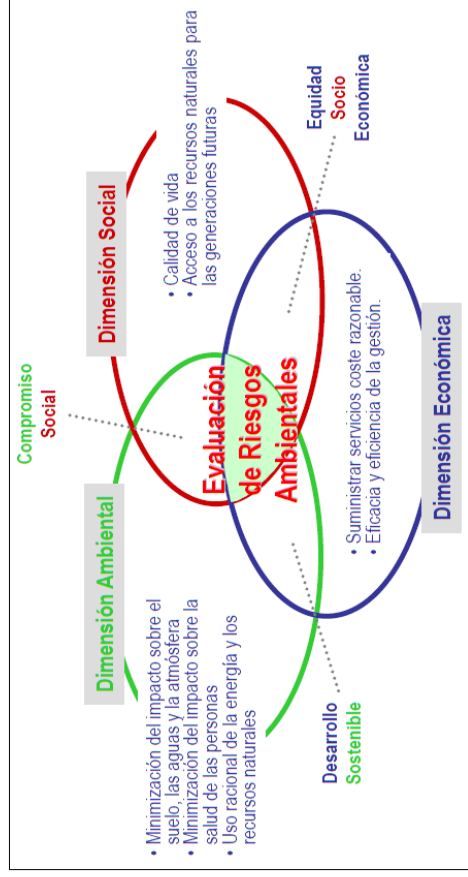 Compromiso
Social
Dimensión Ambiental
Dimensión Social
• Minimización del impacto sobre el
suelo, las aguas y la atmósfera
• Minimización del impacto sobre la
salud de las personas
• Uso racional de la energía y los
recursos naturales
• Calidad de vida
• Acceso a los recursos naturales para
las generaciones futuras
Evaluación
de Riesgos
Ambientales
Desarrollo
Sostenible
Equidad
Socio
Económica
• Suministrar servicios coste razonable.
• Eficacia y eficiencia de la gestión.
Dimensión Económica